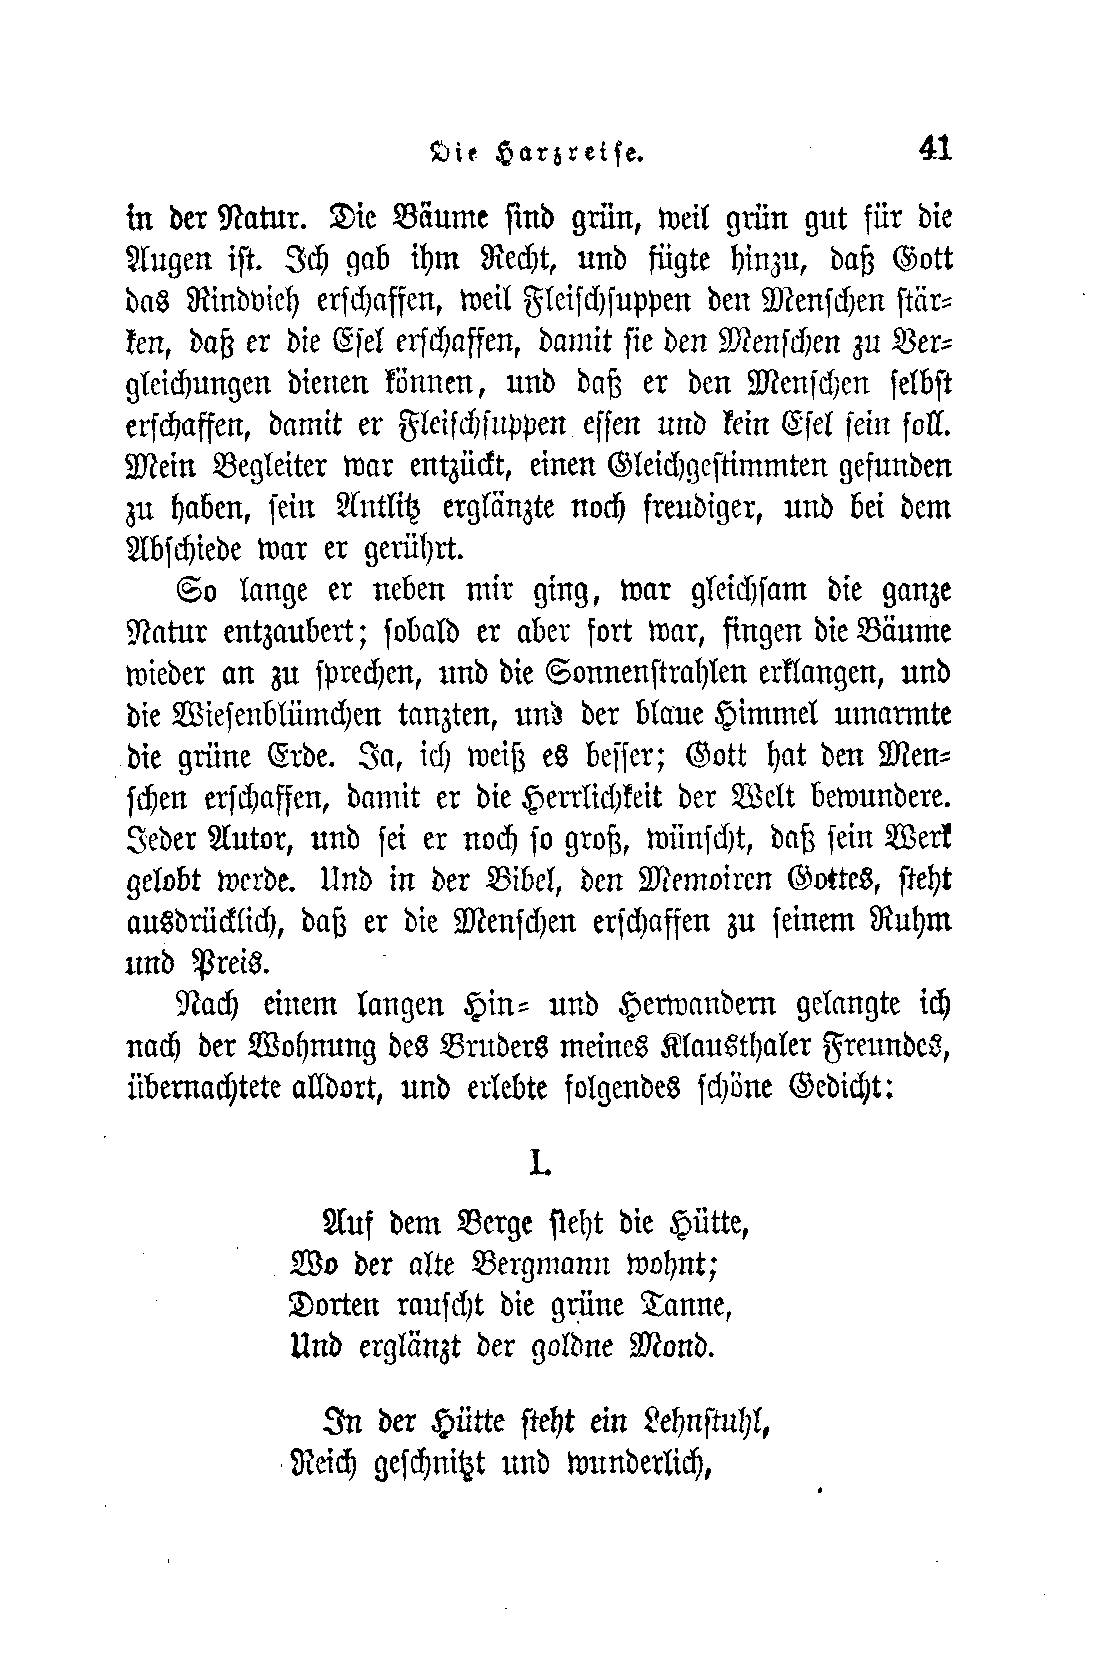 Die Harzreise. 41
in der Natur. Die Bäume sind grün, weil grün gut für die
Augen ist. Ich gab ihm Recht, und fügte hinzu, daß Gott
das Rindvieh erschaffen, weil Fleischsuppen den Menschen stär-
ken, daß er die Esel erschaffen, damit sie den Menschen zu Ver-
gleichungen dienen können, und daß er den Menschen selbst
erschaffen, damit er Fleischsuppen essen und kein Esel sein soll.
Mein Begleiter war entzückt, einen Gleichgestimmten gefunden
zu haben, sein Antlitz erglänzte noch freudiger, und bei dem
Abschiede war er gerührt.
So lange er neben mir ging, war gleichsam die ganze
Natur entzaubert; sobald er aber fort war, fingen die Bäume
wieder an zu sprechen, und die Sonnenstrahlen erklangen, und
die Wiesenblümchen tanzten, und der blaue Himmel umarmte
die grüne Erde. Ja, ich weiß es besser; Gott hat den Men-
schen erschaffen, damit er die Herrlichkeit der Welt bewundere.
Jeder Autor, und sei er noch so groß, wünscht, daß sein Werk
gelobt werde. Und in der Bibel, den Memoiren Gottes, steht
ausdrücklich, daß er die Menschen erschaffen zu seinem Ruhm
und Preis.
Nach einem langen Hin- und Herwandern gelangte ich
nach der Wohnung des Bruders meines Klausthaler Freundes,
übernachtete alldort, und erlebte folgendes schöne Gedicht:
I.
Auf dem Berge steht die Hütte,
Wo der alte Bergmann wohnt;
Dorten rauscht die grüne Tanne,
Und erglänzt der goldne Mond.
In der Hütte steht ein Lehnstuhl,
Reich geschnitzt und wunderlich,